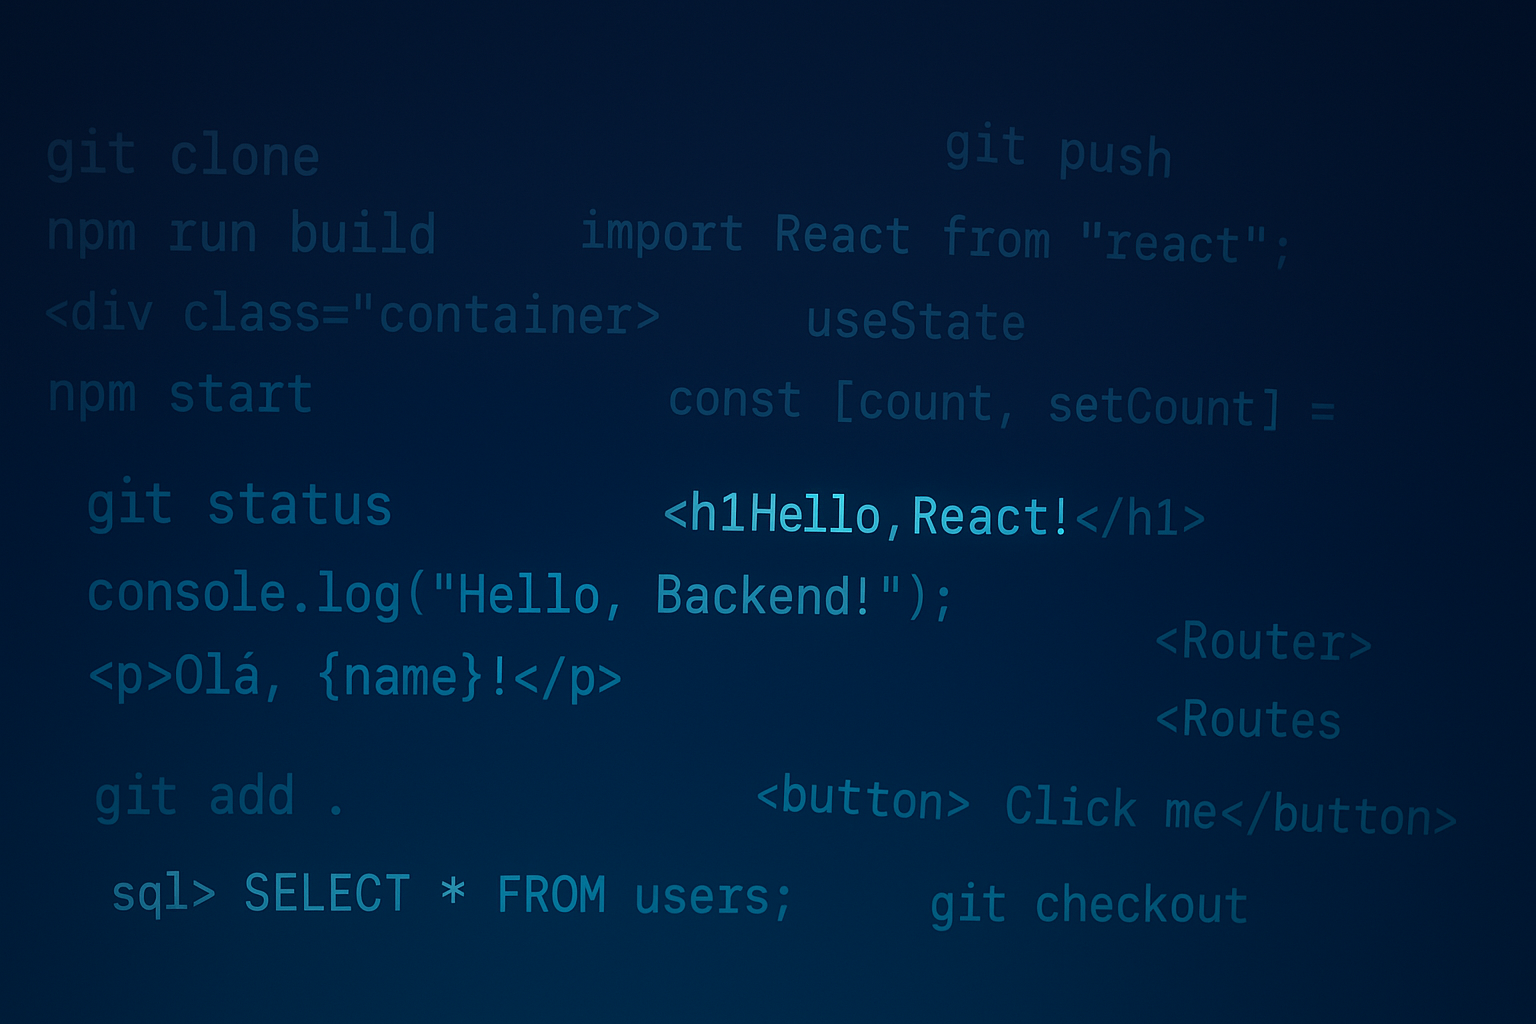 git clone
git push
npm run build
import React from "react";
<div class="container>
useState
npm start
const [count, setCount] =
git status
<h1Hello,React!</h1>
console.log("Hello, Backend!");
<Router>
<p>Olá, {name}!</p>
<Routes
git add .
<button> Click me</button>
sql> SELECT * FROM users;
git checkout